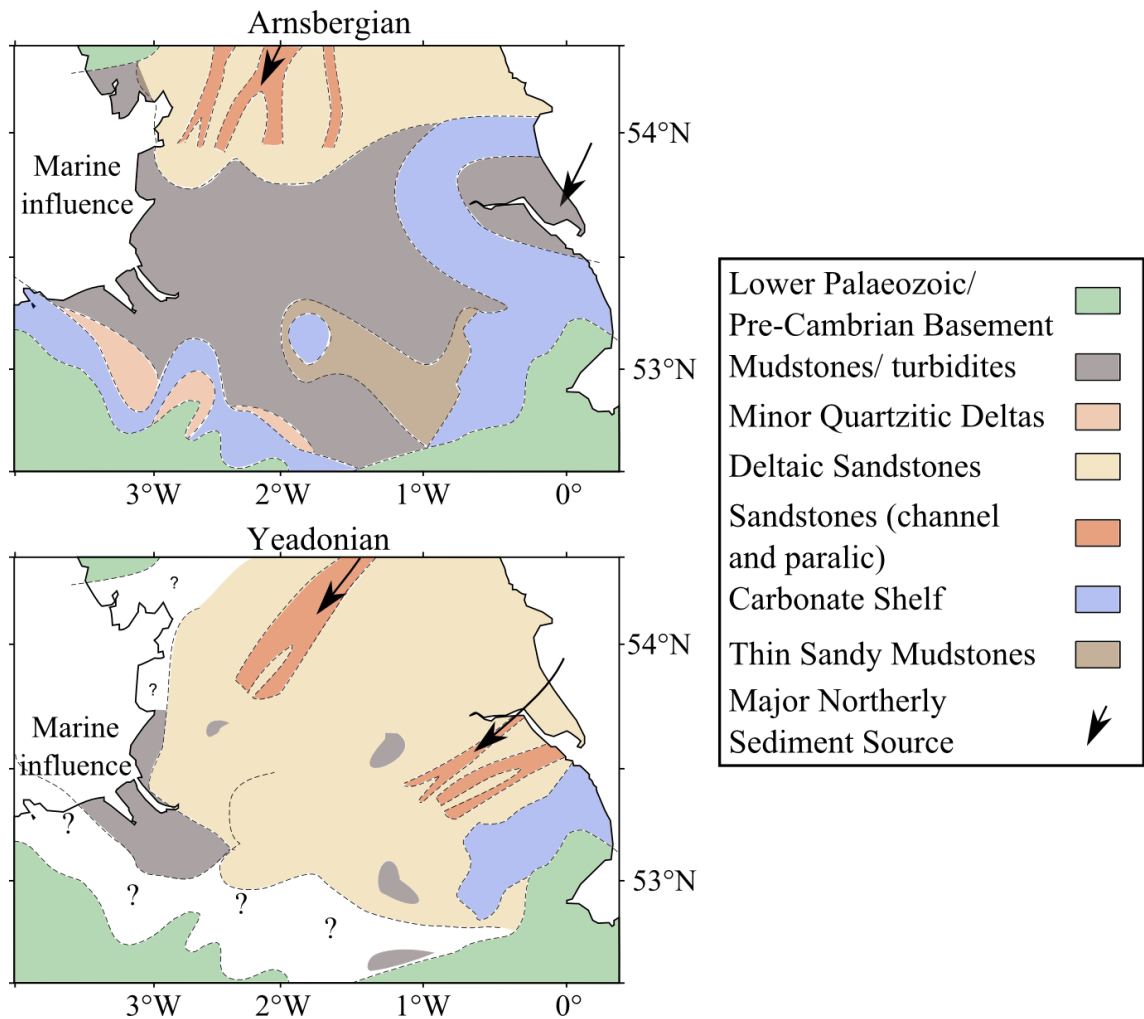 Arnsbergian
Marine
influence
54°N
53°N
3°W
2°W
1°W
0°
Yeadonian
?
?
Marine
influence
?
?
?
?
54°N
53°N
3°W
2°W
1°W
0°
Lower Palaeozoic/
Pre-Cambrian Basement
Mudstones/ turbidites
Minor Quartzitic Deltas
Deltaic Sandstones
Sandstones (channel
and paralic)
Carbonate Shelf
Thin Sandy Mudstones
Major Northerly
Sediment Source